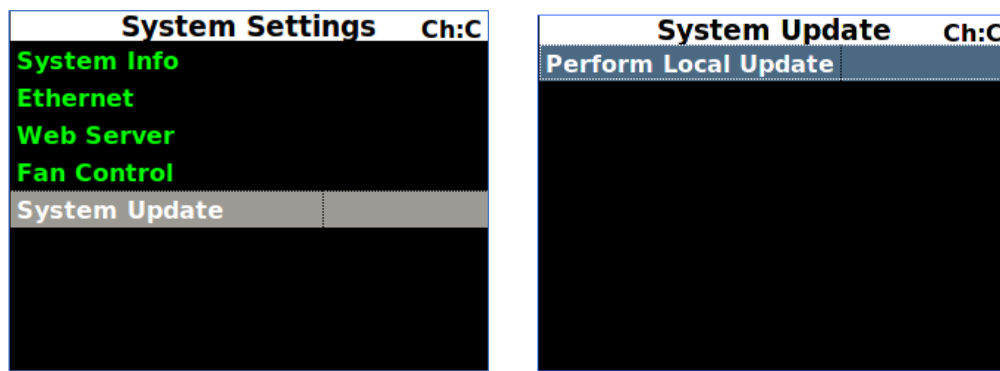 System Settings Ch:C
System Info
Ethernet
Web Server
Fan Control
System Update
System Update Ch:C
Perform Local Update